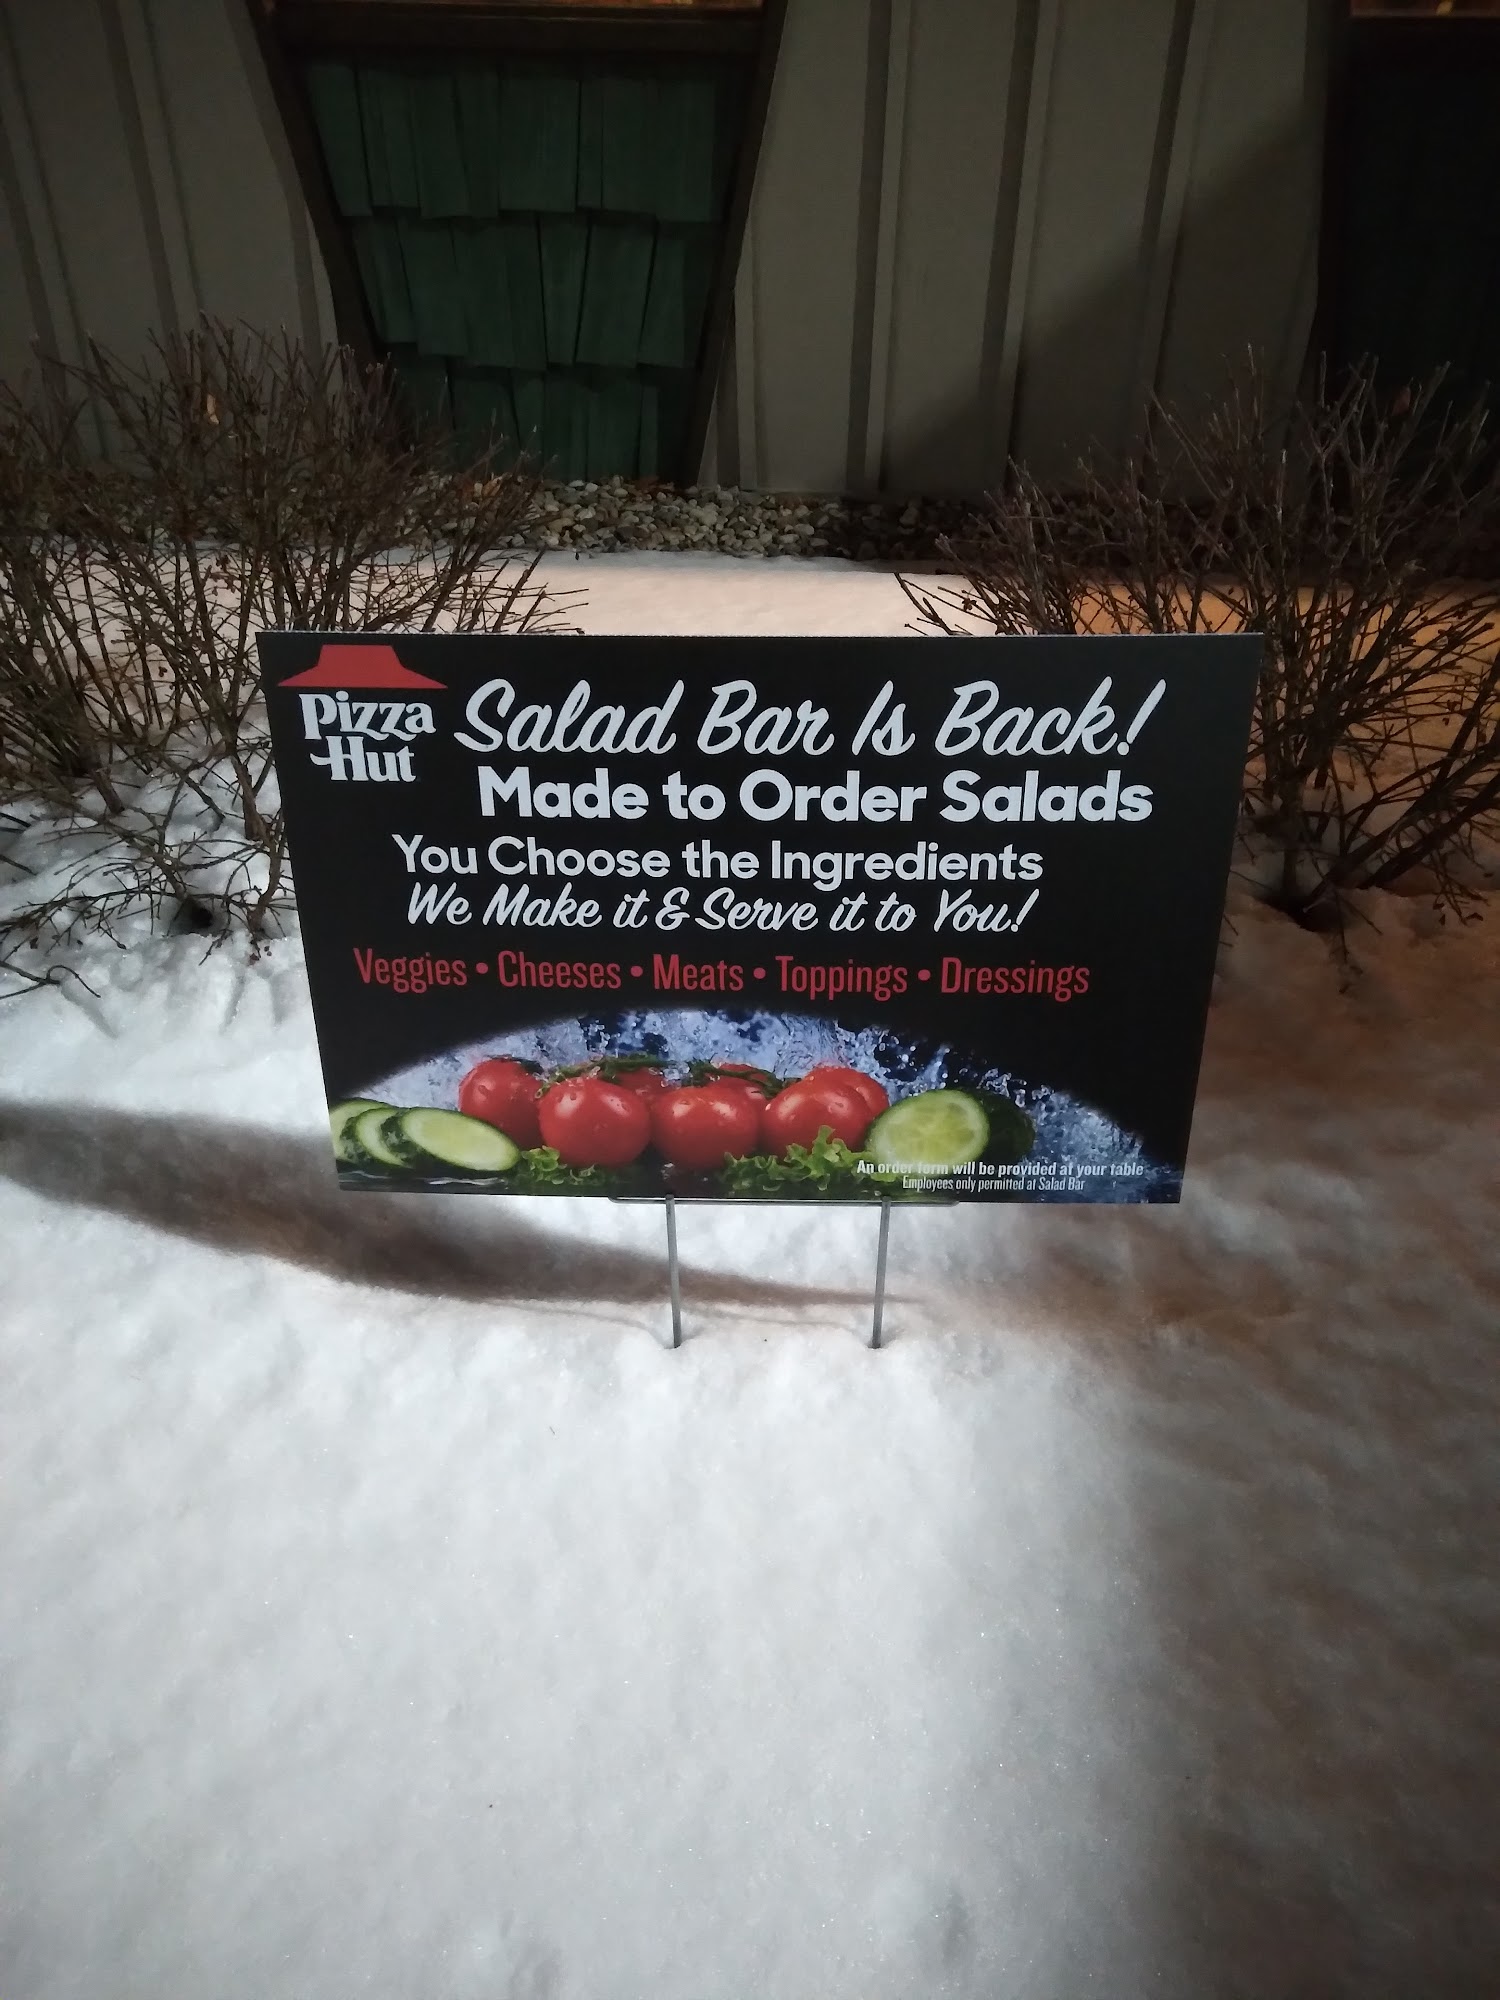 Pizza
Hut
Salad Bar Is Back!
Made to Order Salads
You Choose the Ingredients
We Make it & Serve it to You!
Veggies • Cheeses • Meats • Toppings • Dressings
An order form will be provided at your table
Employees only permitted at Salad Bar